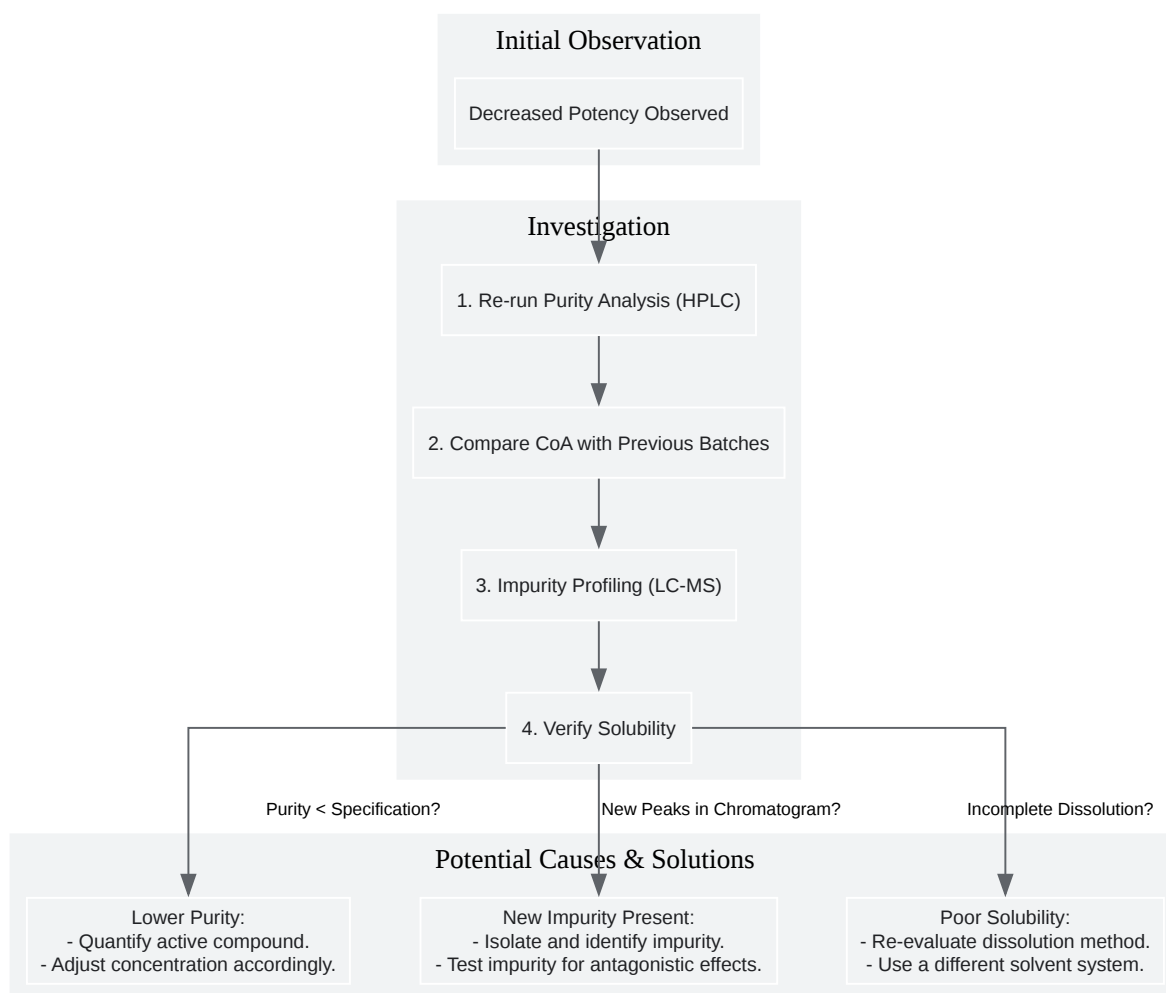 Initial Observation
Decreased Potency Observed
Investigation
1. Re-run Purity Analysis (HPLC)
2. Compare CoA with Previous Batches
3. Impurity Profiling (LC-MS)
4. Verify Solubility
Purity < Specification?
New Peaks in Chromatogram?
Incomplete Dissolution?
Potential Causes & Solutions
Lower Purity:
- Quantify active compound.
- Adjust concentration accordingly.
New Impurity Present:
- Isolate and identify impurity.
- Test impurity for antagonistic effects.
Poor Solubility:
- Re-evaluate dissolution method.
- Use a different solvent system.